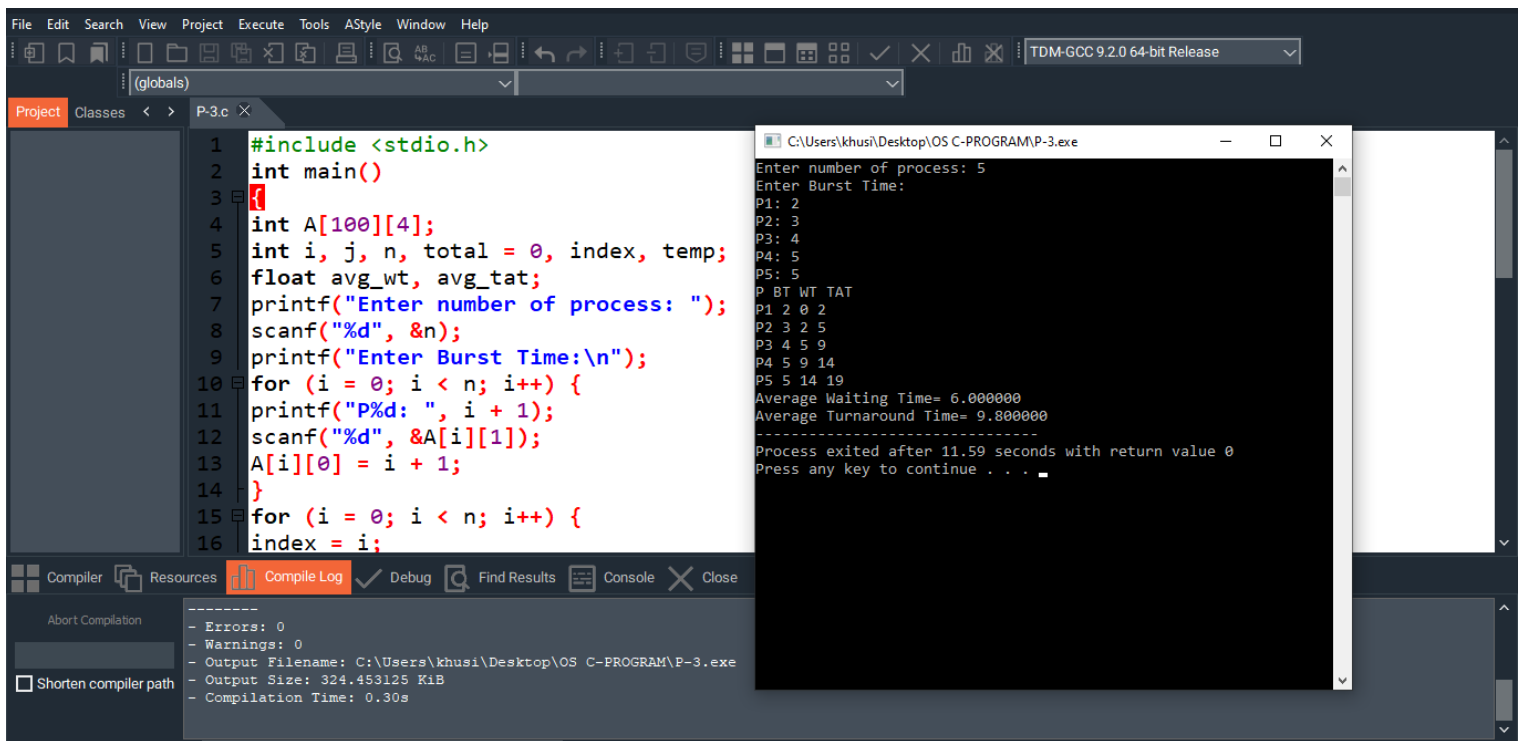 File Edit Search View Project Execute Tools AStyle Window Help
TDM-GCC 9.2.0 64-bit Release
(globals)
Project Classes < > P-3.c
1 #include <stdio.h>
2 int main()
3 {
4 int A[100][4];
5 int i, j, n, total = 0, index, temp;
6 float avg_wt, avg_tat;
7 printf("Enter number of process: ");
8 scanf("%d", &n);
9 printf("Enter Burst Time:\n");
10 for (i = 0; i < n; i++) {
11 printf("P%d: ", i + 1);
12 scanf("%d", &A[i][1]);
13 A[i][0] = i + 1;
14 }
15 for (i = 0; i < n; i++) {
16 index = i;
C:\Users\khusi\Desktop\OS C-PROGRAM\P-3.exe
Enter number of process: 5
Enter Burst Time:
P1: 2
P2: 3
P3: 4
P4: 5
P5: 5
P BT WT TAT
P1 2 0 2
P2 3 2 5
P3 4 5 9
P4 5 9 14
P5 5 14 19
Average Waiting Time= 6.000000
Average Turnaround Time= 9.800000
--------------------------------
Process exited after 11.59 seconds with return value 0
Press any key to continue . . .
Compiler Resources Compile Log Debug Find Results Console Close
Abort Compilation
Shorten compiler path
--------
- Errors: 0
- Warnings: 0
- Output Filename: C:\Users\khusi\Desktop\OS C-PROGRAM\P-3.exe
- Output Size: 324.453125 KiB
- Compilation Time: 0.30s